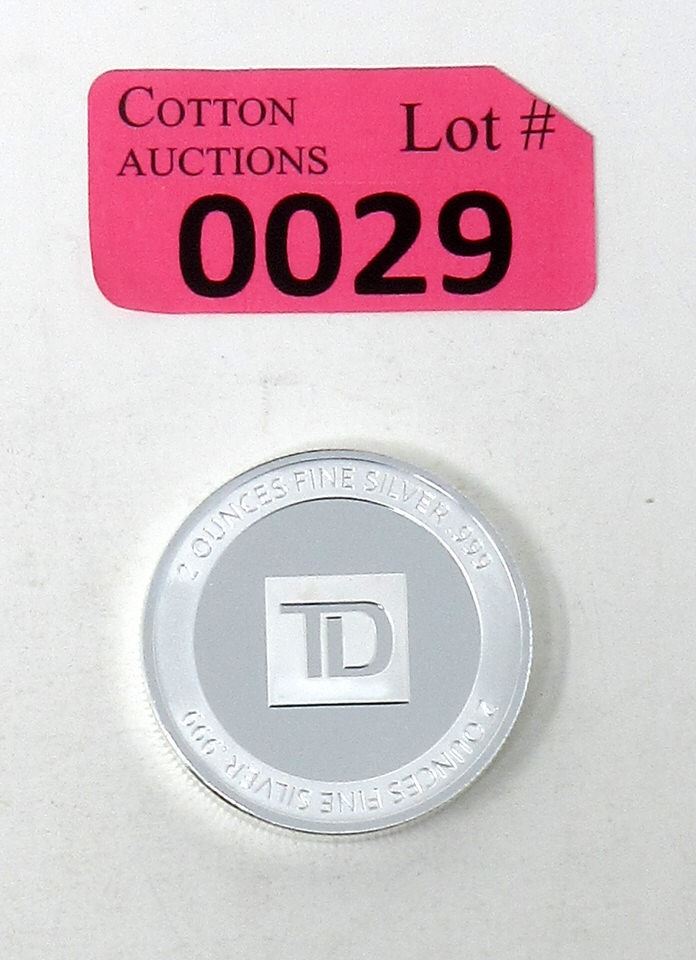 COTTON
AUCTIONS
Lot #
0029
2 OUNCES FINE SILVER .999
TD
2 OUNCES FINE SILVER .999